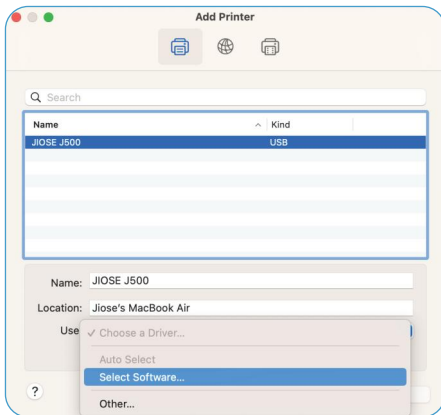 Add Printer
Search
Name Kind
JIOSE J500 USB
Name: JIOSE J500
Location: Jiose's MacBook Air
Use ✓ Choose a Driver...
Auto Select
Select Software...
Other...
?